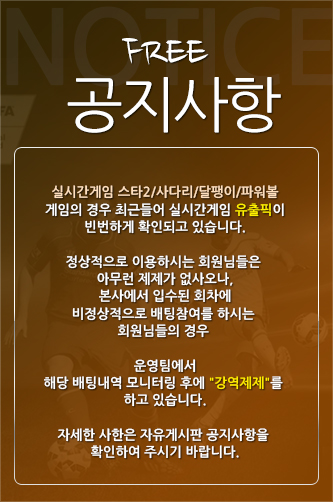 NOTICE
FREE
공지사항
FA
실시간게임 스타2/사다리/달팽이/파워볼
게임의 경우 최근들어 실시간게임 유출픽이
빈번하게 확인되고 있습니다.
정상적으로 이용하시는 회원님들은
아무런 제제가 없사오나,
본사에서 입수된 회차에
비정상적으로 배팅참여를 하시는
회원님들의 경우
운영팀에서
해당 배팅내역 모니터링 후에 "강역제제"를
하고 있습니다.
자세한 사한은 자유게시판 공지사항을
확인하여 주시기 바랍니다.